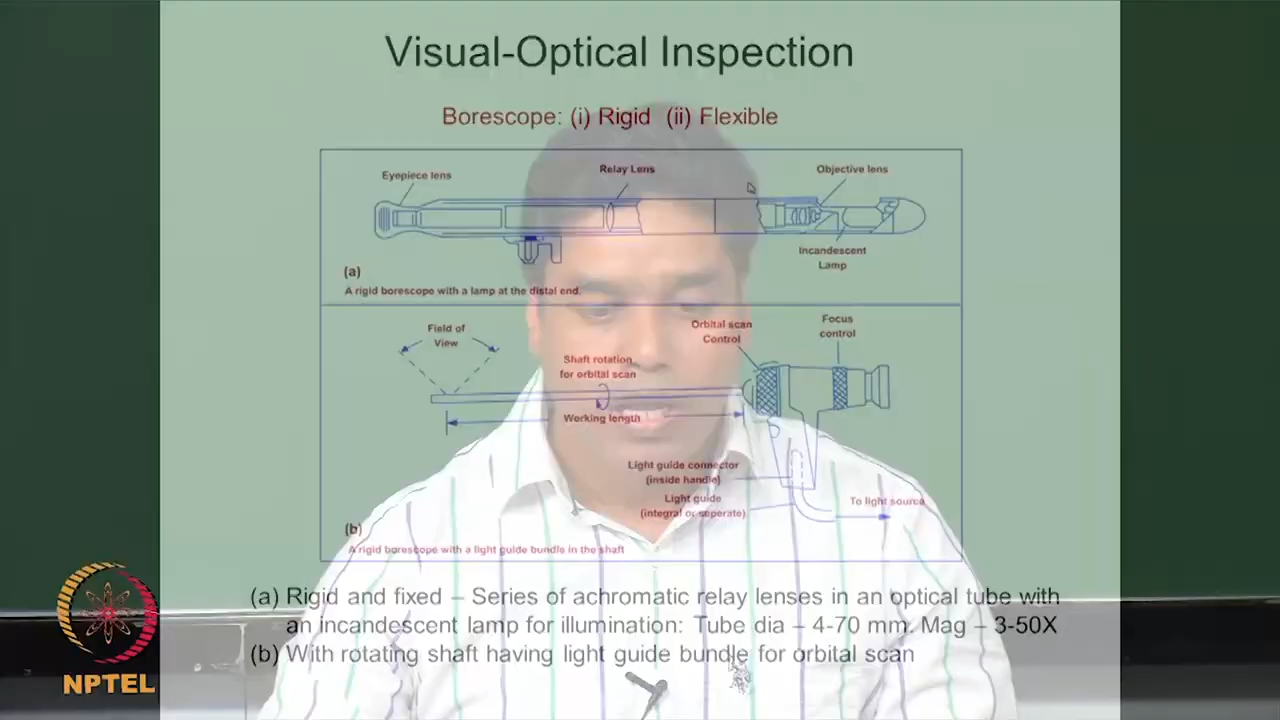 Visual-Optical Inspection
Borescope: (i) Rigid (ii) Flexible
Eyepiece lens
Relay Lens
Objective lens
Incandescent
Lamp
(a)
A rigid borescope with a lamp at the distal end.
Field of
View
Shaft rotation
for orbital scan
Orbital scan
Control
Focus
control
Working length
Light guide connector
(inside handle)
Light guide
(integral or seperate)
To light source
(b)
A rigid borescope with a light guide bundle in the shaft
(a) Rigid and fixed – Series of achromatic relay lenses in an optical tube with
an incandescent lamp for illumination: Tube dia – 4-70 mm. Mag – 3-50X
(b) With rotating shaft having light guide bundle for orbital scan
NPTEL